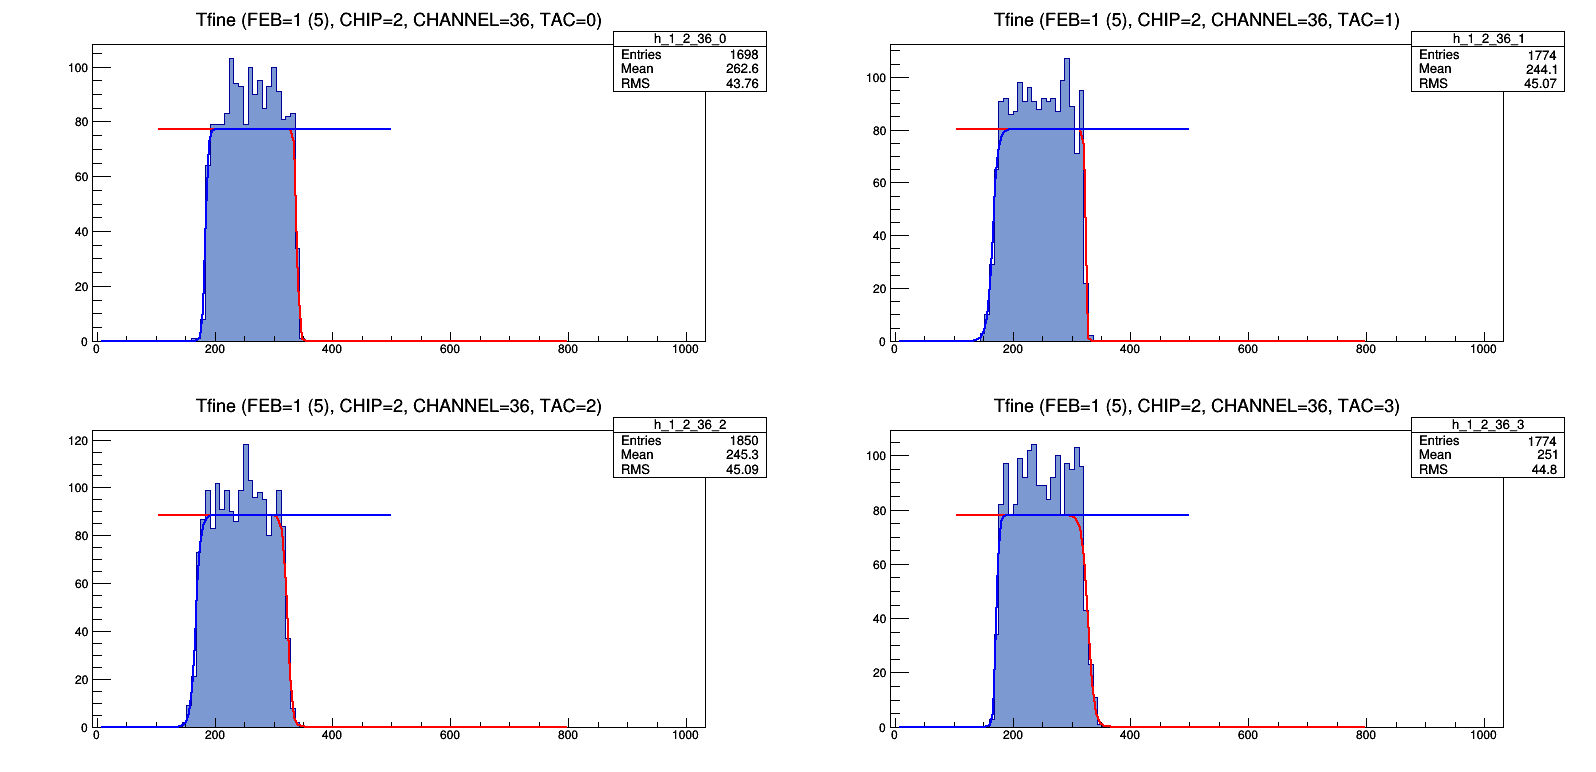 Tfine (FEB=1 (5), CHIP=2, CHANNEL=36, TAC=0)
h_1_2_36_0
Entries 1698
Mean 262.6
RMS 43.76
100
80
60
40
20
0
0 200 400 600 800 1000
Tfine (FEB=1 (5), CHIP=2, CHANNEL=36, TAC=1)
h_1_2_36_1
Entries 1774
Mean 244.1
RMS 45.07
100
80
60
40
20
0
0 200 400 600 800 1000
Tfine (FEB=1 (5), CHIP=2, CHANNEL=36, TAC=2)
h_1_2_36_2
Entries 1850
Mean 245.3
RMS 45.09
120
100
80
60
40
20
0
0 200 400 600 800 1000
Tfine (FEB=1 (5), CHIP=2, CHANNEL=36, TAC=3)
h_1_2_36_3
Entries 1774
Mean 251
RMS 44.8
100
80
60
40
20
0
0 200 400 600 800 1000